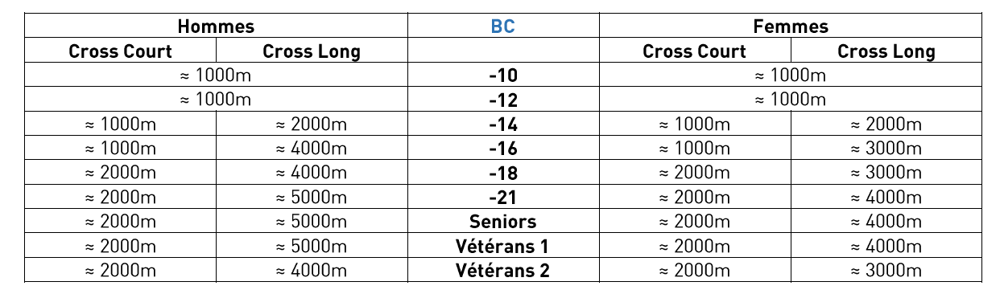 Hommes BC Femmes
Cross Court Cross Long Cross Court Cross Long
≈ 1000m -10 ≈ 1000m
≈ 1000m -12 ≈ 1000m
≈ 1000m ≈ 2000m -14 ≈ 1000m ≈ 2000m
≈ 1000m ≈ 4000m -16 ≈ 1000m ≈ 3000m
≈ 2000m ≈ 4000m -18 ≈ 2000m ≈ 3000m
≈ 2000m ≈ 5000m -21 ≈ 2000m ≈ 4000m
≈ 2000m ≈ 5000m Seniors ≈ 2000m ≈ 4000m
≈ 2000m ≈ 5000m Vétérans 1 ≈ 2000m ≈ 4000m
≈ 2000m ≈ 4000m Vétérans 2 ≈ 2000m ≈ 3000m